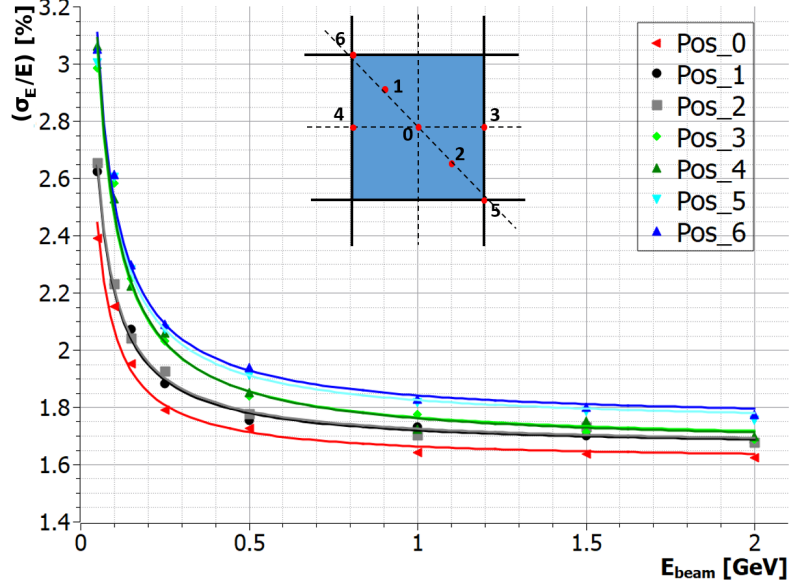 (σE/E) [%]
3.2
3
2.8
2.6
2.4
2.2
2
1.8
1.6
1.4
0
0.5
1
1.5
2
Ebeam [GeV]
6
1
4
3
0
2
5
Pos_0
Pos_1
Pos_2
Pos_3
Pos_4
Pos_5
Pos_6